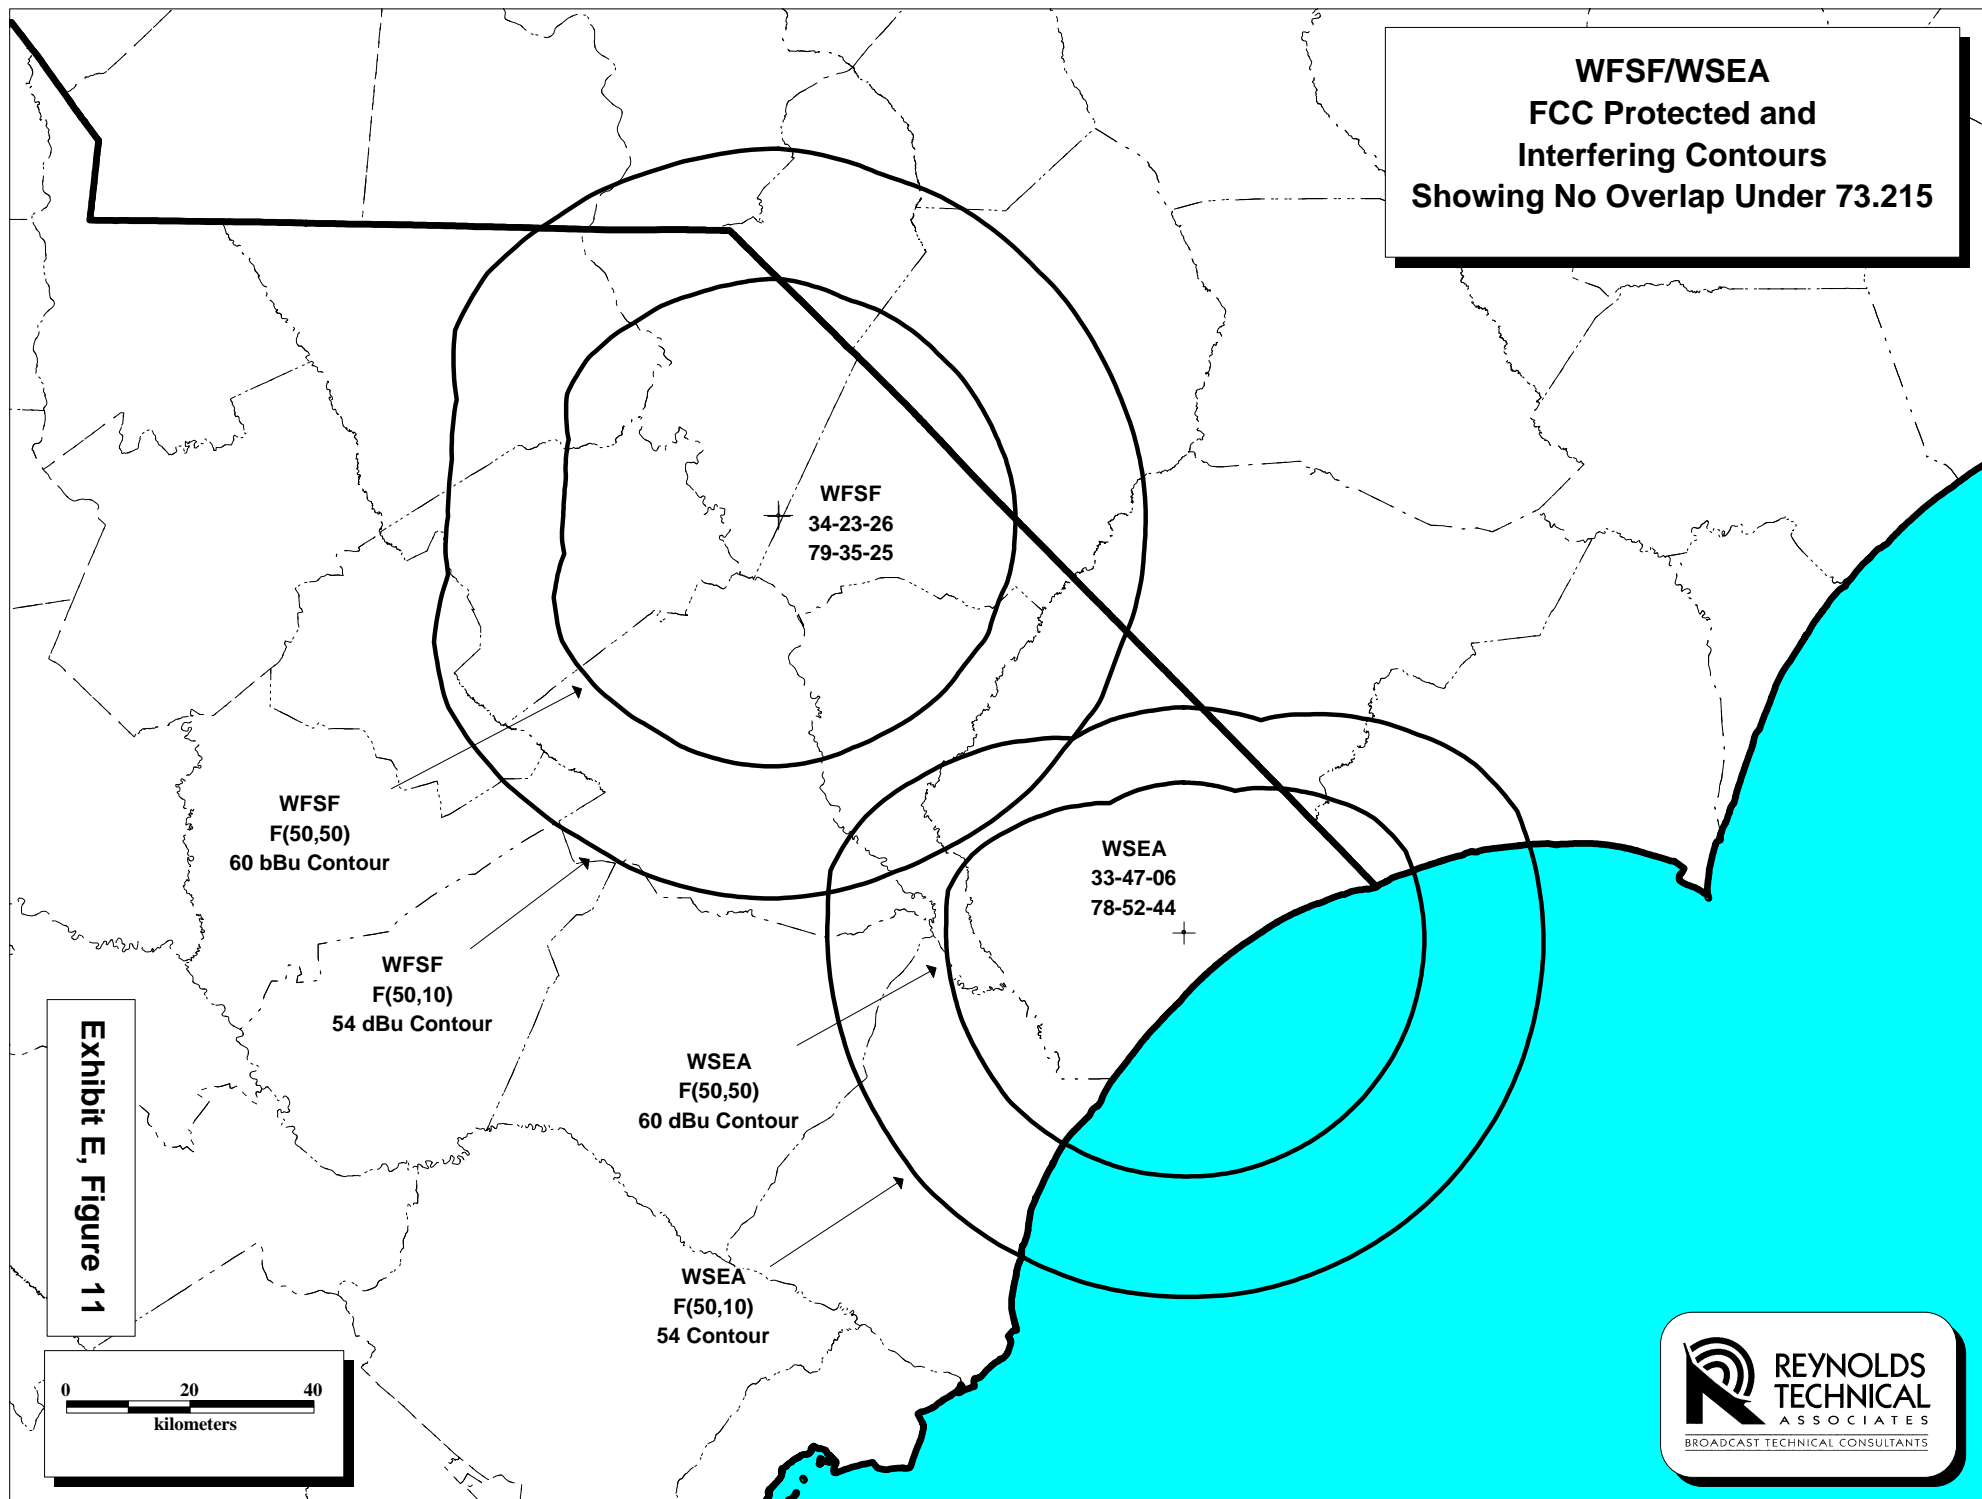 WFSF/WSEA
FCC Protected and
Interfering Contours
Showing No Overlap Under 73.215
WFSF
34-23-26
79-35-25
WFSF
F(50,50)
60 bBu Contour
WSEA
33-47-06
78-52-44
WFSF
F(50,10)
54 dBu Contour
WSEA
F(50,50)
60 dBu Contour
WSEA
F(50,10)
54 Contour
Exhibit E, Figure 11
0 20 40
kilometers
REYNOLDS
TECHNICAL
ASSOCIATES
BROADCAST TECHNICAL CONSULTANTS